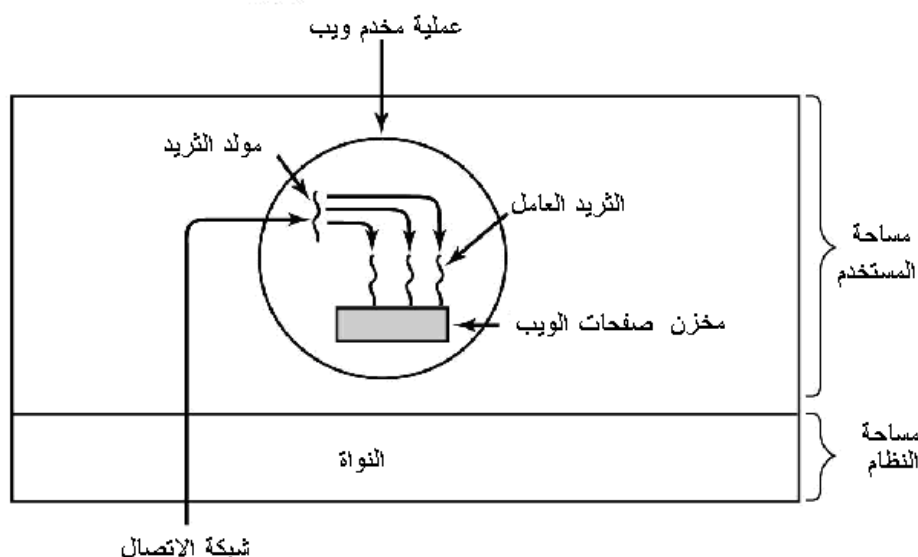 عملية مخدم ويب
مولد الثريد
الثريد العامل
مساحة
المستخدم
مخزن صفحات الويب
مساحة
النظام
النواة
شبكة الاتصال